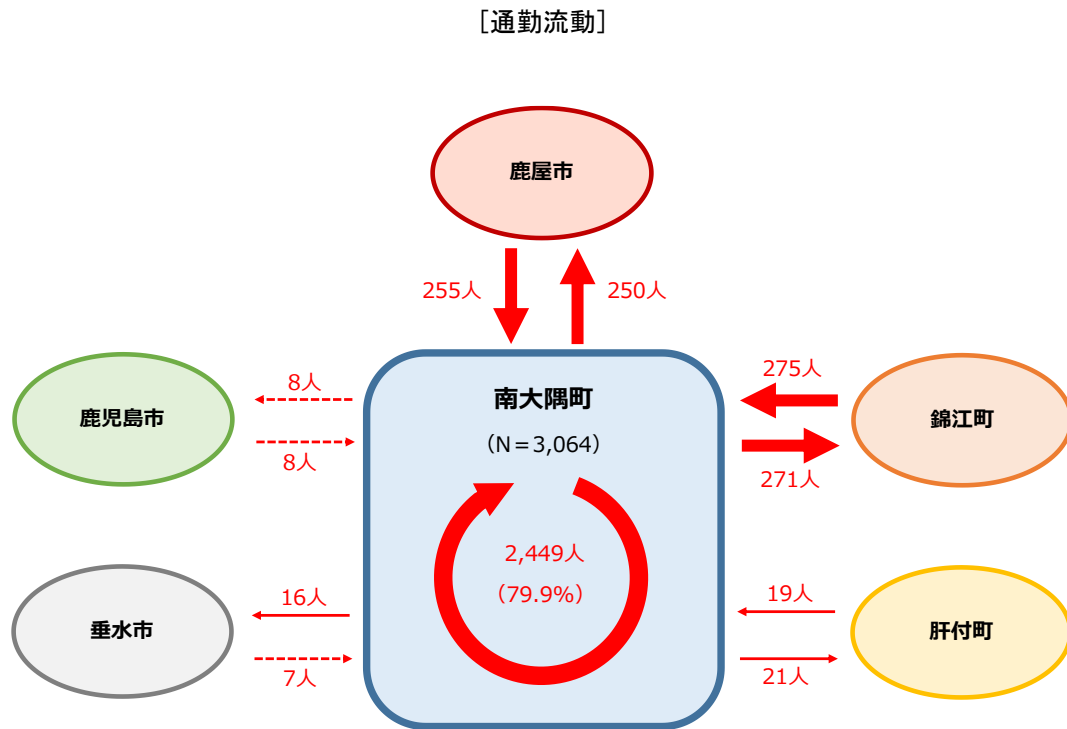 ［通勤流動］
鹿屋市
255人
250人
鹿児島市
8人
8人
南大隅町
（N＝3,064）
275人
271人
錦江町
2,449人
（79.9%）
垂水市
16人
7人
19人
21人
肝付町